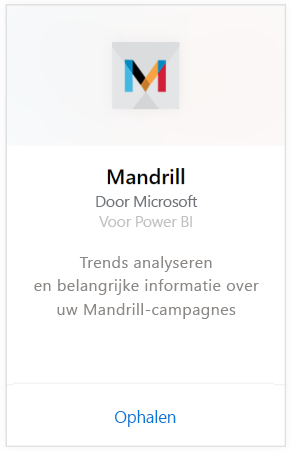 Mandrill
Door Microsoft
Voor Power BI
Trends analyseren
en belangrijke informatie over
uw Mandrill-campagnes
Ophalen